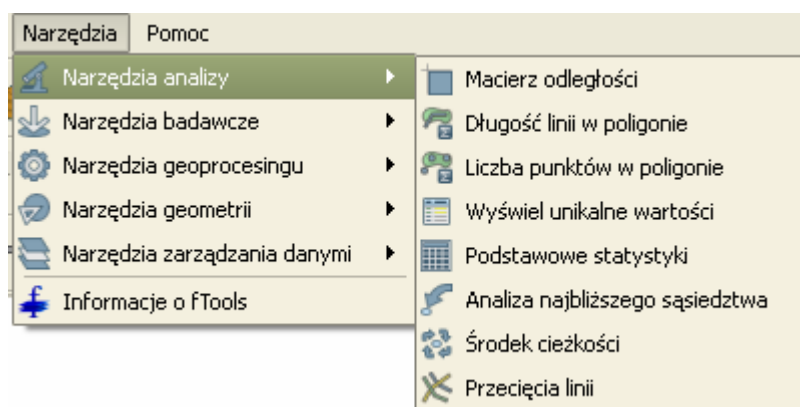 Narzędzia Pomoc
Narzędzia analizy
Narzędzia badawcze
Narzędzia geoprocesingu
Narzędzia geometrii
Narzędzia zarządzania danymi
Informacje o fTools
Macierz odległości
Długość linii w poligonie
Liczba punktów w poligonie
Wyświel unikalne wartości
Podstawowe statystyki
Analiza najbliższego sąsiedztwa
Środek cieżkości
Przecięcia linii